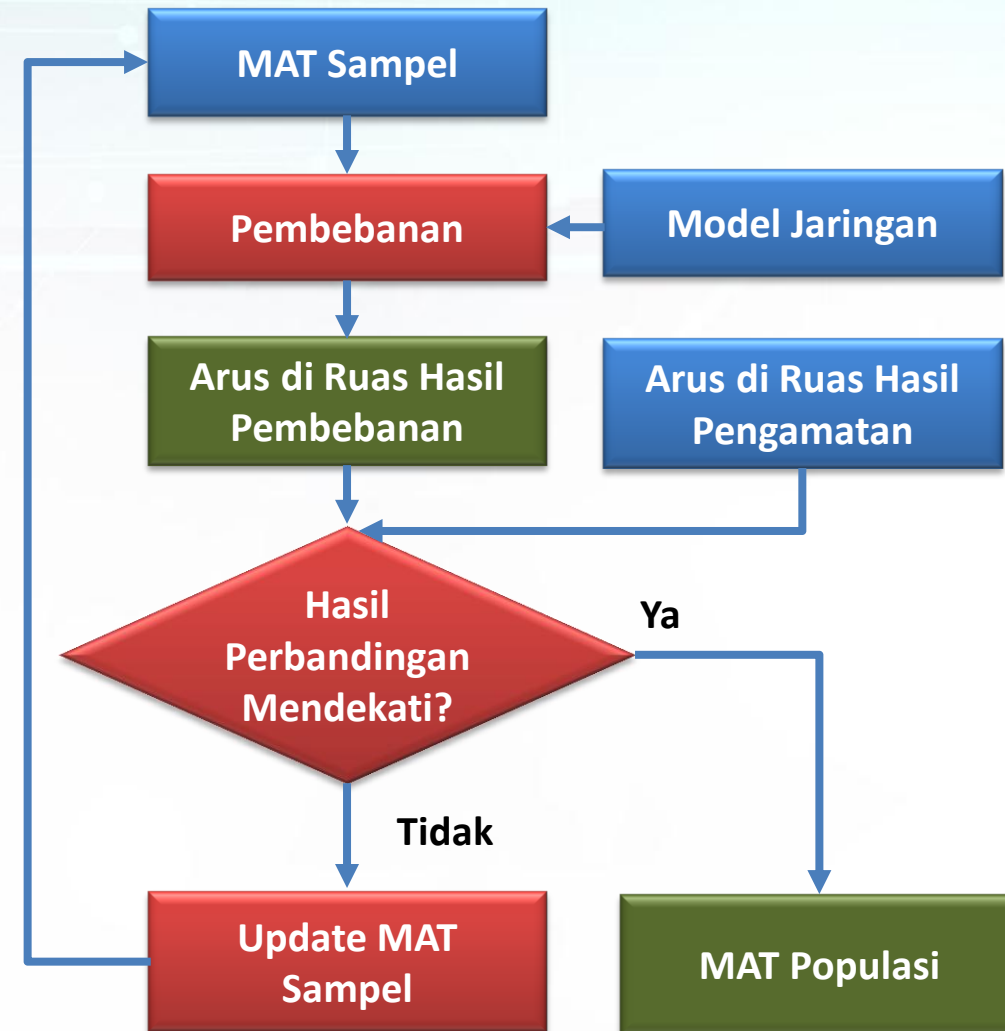 MAT Sampel
Pembebanan
Model Jaringan
Arus di Ruas Hasil
Pembebanan
Arus di Ruas Hasil
Pengamatan
Hasil
Perbandingan
Mendekati?
Ya
Tidak
Update MAT
Sampel
MAT Populasi